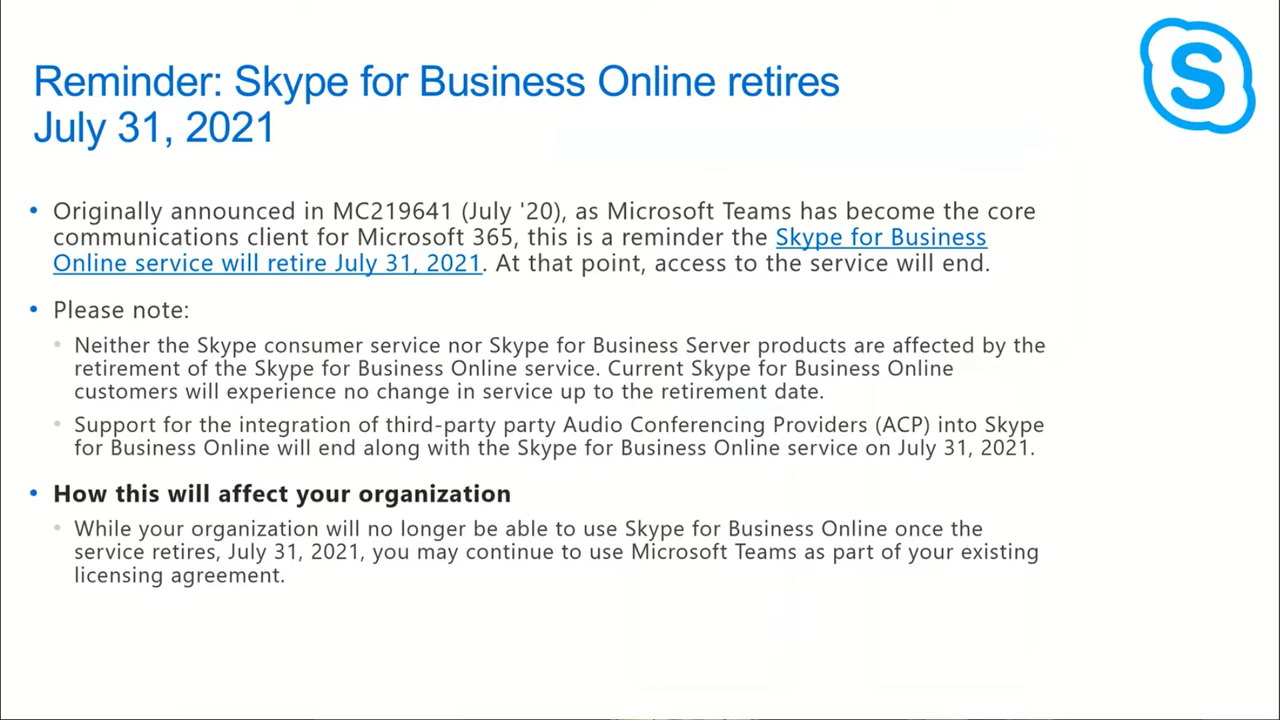 Reminder: Skype for Business Online retires
July 31, 2021
S
• Originally announced in MC219641 (July '20), as Microsoft Teams has become the core
communications client for Microsoft 365, this is a reminder the Skype for Business
Online service will retire July 31, 2021. At that point, access to the service will end.
• Please note:
• Neither the Skype consumer service nor Skype for Business Server products are affected by the
retirement of the Skype for Business Online service. Current Skype for Business Online
customers will experience no change in service up to the retirement date.
• Support for the integration of third-party party Audio Conferencing Providers (ACP) into Skype
for Business Online will end along with the Skype for Business Online service on July 31, 2021.
• How this will affect your organization
• While your organization will no longer be able to use Skype for Business Online once the
service retires, July 31, 2021, you may continue to use Microsoft Teams as part of your existing
licensing agreement.